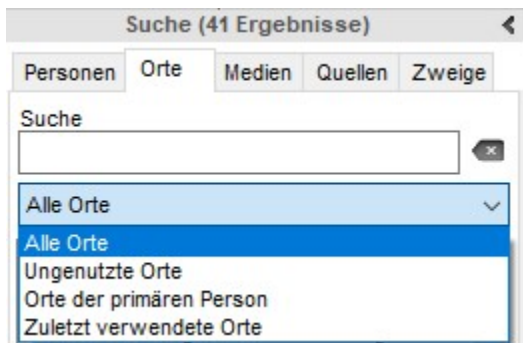 Suche (41 Ergebnisse)
Personen Orte Medien Quellen Zweige
Suche
Alle Orte
Alle Orte
Ungenutzte Orte
Orte der primären Person
Zuletzt verwendete Orte